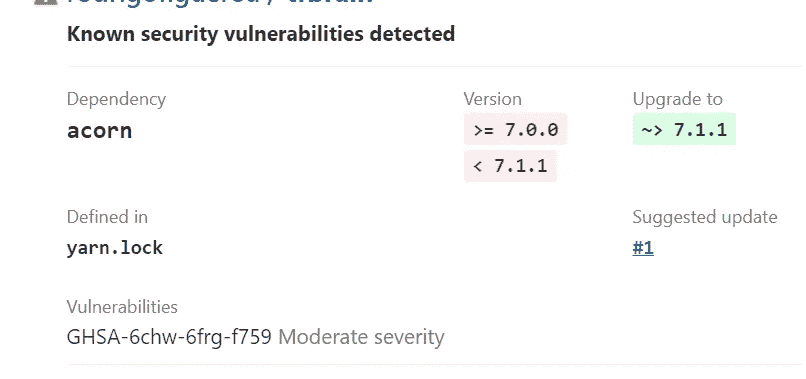 Known security vulnerabilities detected
Dependency Version Upgrade to
acorn >= 7.0.0 ~> 7.1.1
< 7.1.1
Defined in Suggested update
yarn.lock #1
Vulnerabilities
GHSA-6chw-6frg-f759 Moderate severity